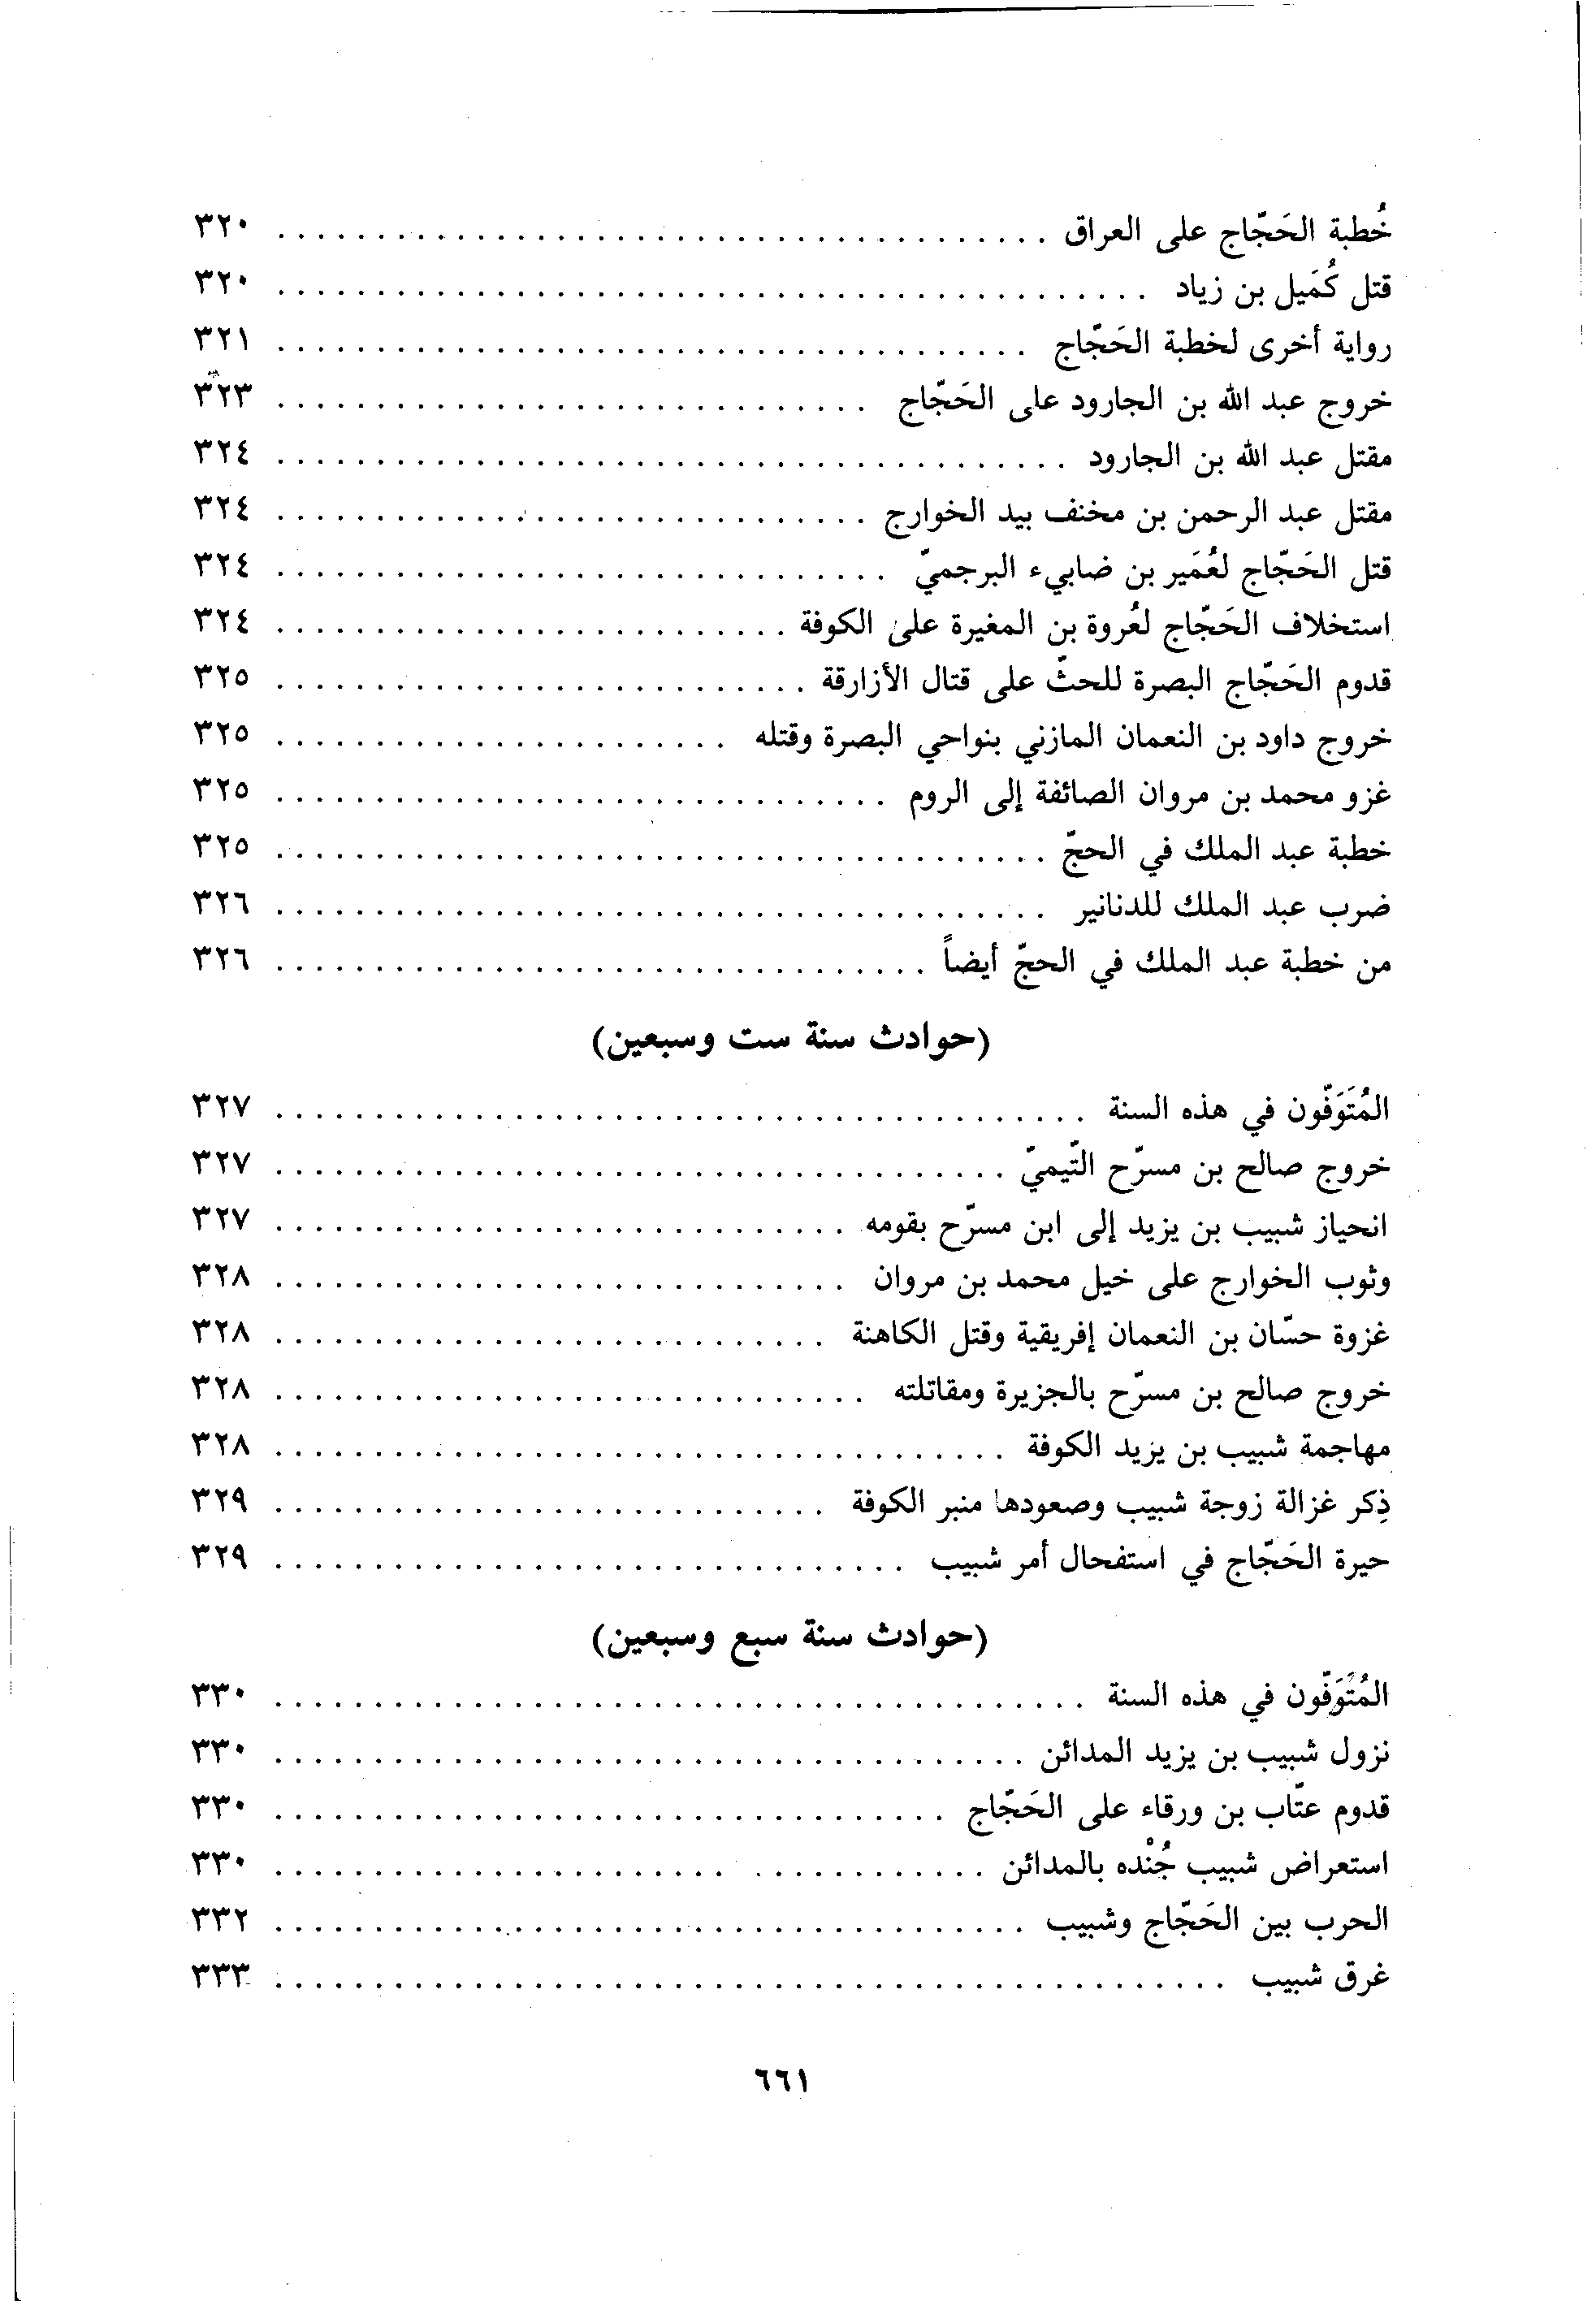 خُطبة الحَجّاج على العراق . . . . . . . . . . . . . . . . . . . . ٣٢٠
قتل كُمَيل بن زياد . . . . . . . . . . . . . . . . . . . . ٣٢٠
رواية أخرى لخطبة الحَجّاج . . . . . . . . . . . . . . . . . . . . ٣٢١
خروج عبد الله بن الجارود على الحَجّاج . . . . . . . . . . . . . . . . . . . . ٣٢٣
مقتل عبد الله بن الجارود . . . . . . . . . . . . . . . . . . . . ٣٢٤
مقتل عبد الرحمن بن مخنف بيد الخوارج . . . . . . . . . . . . . . . . . . . . ٣٢٤
قتل الحَجّاج لعُمَير بن ضابيء البرجميّ . . . . . . . . . . . . . . . . . . . . ٣٢٤
استخلاف الحَجّاج لعُروة بن المغيرة على الكوفة . . . . . . . . . . . . . . . . . . . . ٣٢٤
قدوم الحَجّاج البصرة للحثّ على قتال الأزارقة . . . . . . . . . . . . . . . . . . . . ٣٢٥
خروج داود بن النعمان المازني بنواحي البصرة وقتله . . . . . . . . . . . . . . . . . . . . ٣٢٥
غزو محمد بن مروان الصائفة إلى الروم . . . . . . . . . . . . . . . . . . . . ٣٢٥
خطبة عبد الملك في الحجّ . . . . . . . . . . . . . . . . . . . . ٣٢٥
ضرب عبد الملك للدنانير . . . . . . . . . . . . . . . . . . . . ٣٢٦
من خطبة عبد الملك في الحجّ أيضاً . . . . . . . . . . . . . . . . . . . . ٣٢٦
(حوادث سنة ست وسبعين)
المُتَوَفّون في هذه السنة . . . . . . . . . . . . . . . . . . . . ٣٢٧
خروج صالح بن مسرّح التّيميّ . . . . . . . . . . . . . . . . . . . . ٣٢٧
انحياز شبيب بن يزيد إلى ابن مسرّح بقومه . . . . . . . . . . . . . . . . . . . . ٣٢٧
وثوب الخوارج على خيل محمد بن مروان . . . . . . . . . . . . . . . . . . . . ٣٢٨
غزوة حسّان بن النعمان إفريقية وقتل الكاهنة . . . . . . . . . . . . . . . . . . . . ٣٢٨
خروج صالح بن مسرّح بالجزيرة ومقاتلته . . . . . . . . . . . . . . . . . . . . ٣٢٨
مهاجمة شبيب بن يزيد الكوفة . . . . . . . . . . . . . . . . . . . . ٣٢٨
ذِكر غزالة زوجة شبيب وصعودها منبر الكوفة . . . . . . . . . . . . . . . . . . . . ٣٢٩
حيرة الحَجّاج في استفحال أمر شبيب . . . . . . . . . . . . . . . . . . . . ٣٢٩
(حوادث سنة سبع وسبعين)
المُتَوَفّون في هذه السنة . . . . . . . . . . . . . . . . . . . . ٣٣٠
نزول شبيب بن يزيد المدائن . . . . . . . . . . . . . . . . . . . . ٣٣٠
قدوم عتّاب بن ورقاء على الحَجّاج . . . . . . . . . . . . . . . . . . . . ٣٣٠
استعراض شبيب جُنْده بالمدائن . . . . . . . . . . . . . . . . . . . . ٣٣٠
الحرب بين الحَجّاج وشبيب . . . . . . . . . . . . . . . . . . . . ٣٣٢
غرق شبيب . . . . . . . . . . . . . . . . . . . . ٣٣٣
٦٦١